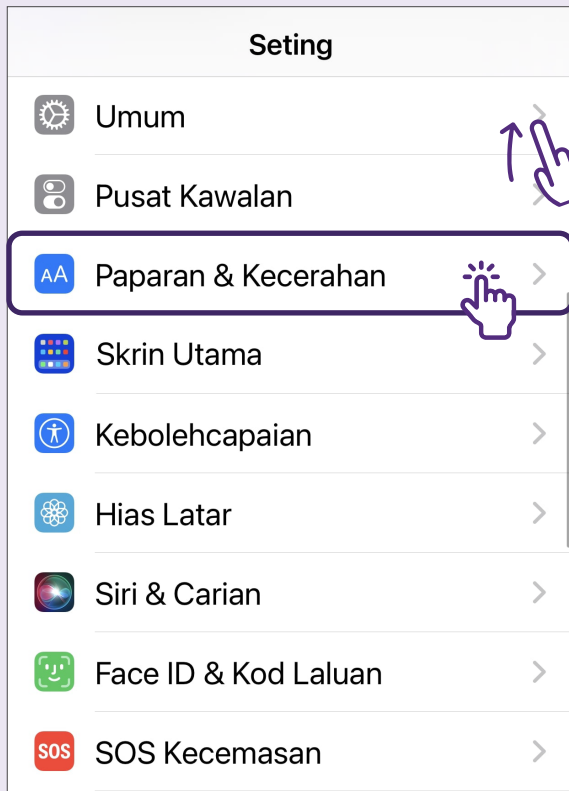 Seting
Umum
Pusat Kawalan
AA Paparan & Kecerahan
Skrin Utama
Kebolehcapaian
Hias Latar
Siri & Carian
Face ID & Kod Laluan
SOS SOS Kecemasan